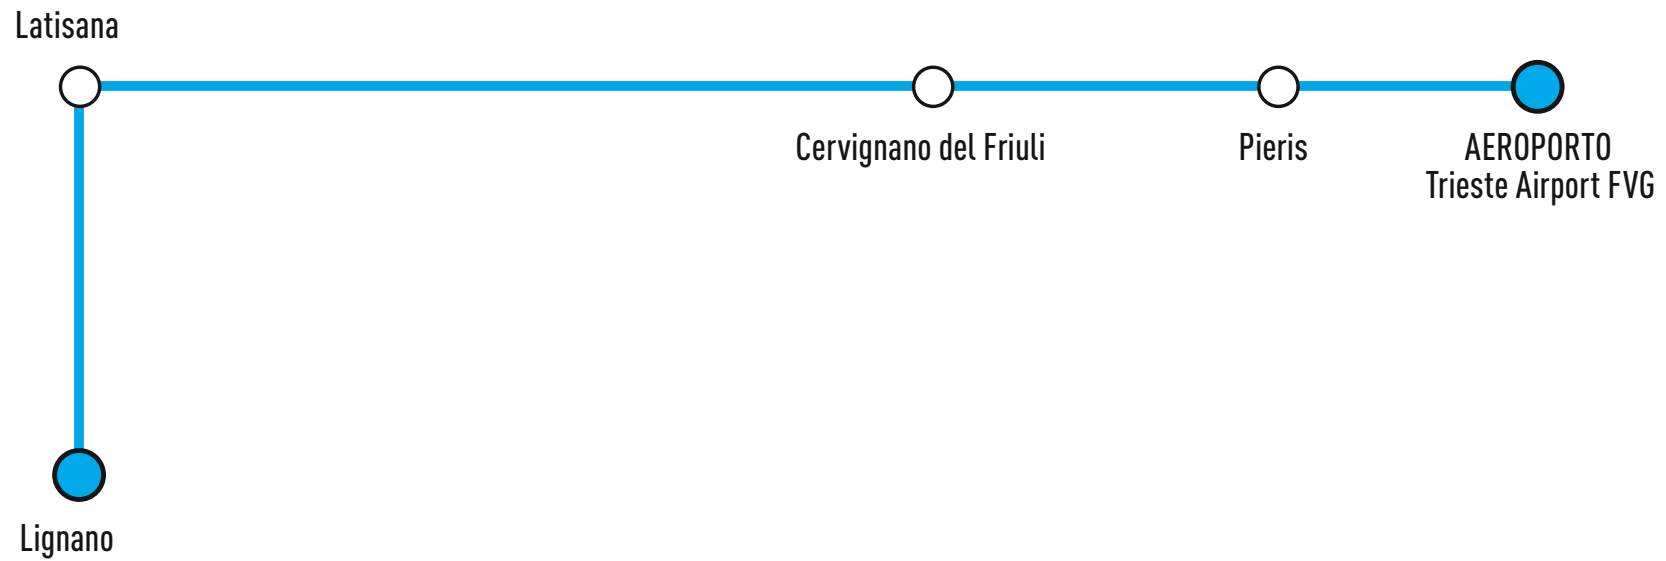 Latisana
Cervignano del Friuli
Pieris
AEROPORTO
Trieste Airport FVG
Lignano